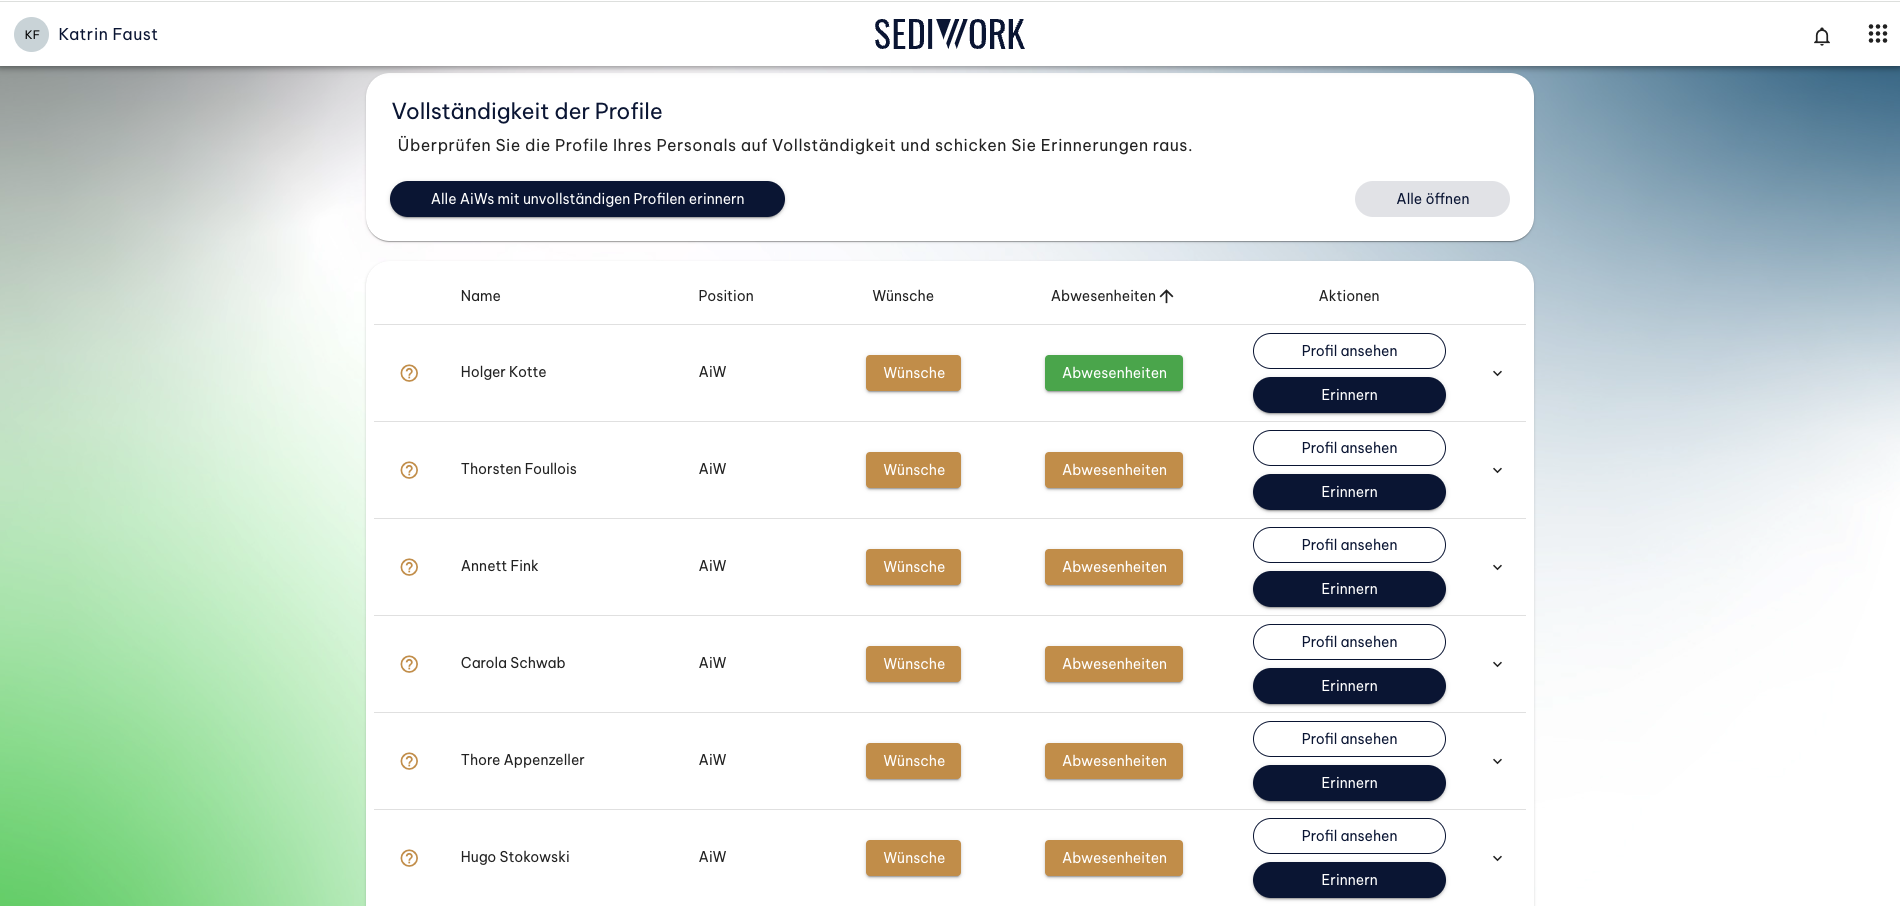 KF Katrin Faust
SEDIWORK
Vollständigkeit der Profile
Überprüfen Sie die Profile Ihres Personals auf Vollständigkeit und schicken Sie Erinnerungen raus.
Alle AiWs mit unvollständigen Profilen erinnern
Alle öffnen
Name Position Wünsche Abwesenheiten Aktionen
Holger Kotte AiW Wünsche Abwesenheiten Profil ansehen
Erinnern
Thorsten Foullois AiW Wünsche Abwesenheiten Profil ansehen
Erinnern
Annett Fink AiW Wünsche Abwesenheiten Profil ansehen
Erinnern
Carola Schwab AiW Wünsche Abwesenheiten Profil ansehen
Erinnern
Thore Appenzeller AiW Wünsche Abwesenheiten Profil ansehen
Erinnern
Hugo Stokowski AiW Wünsche Abwesenheiten Profil ansehen
Erinnern